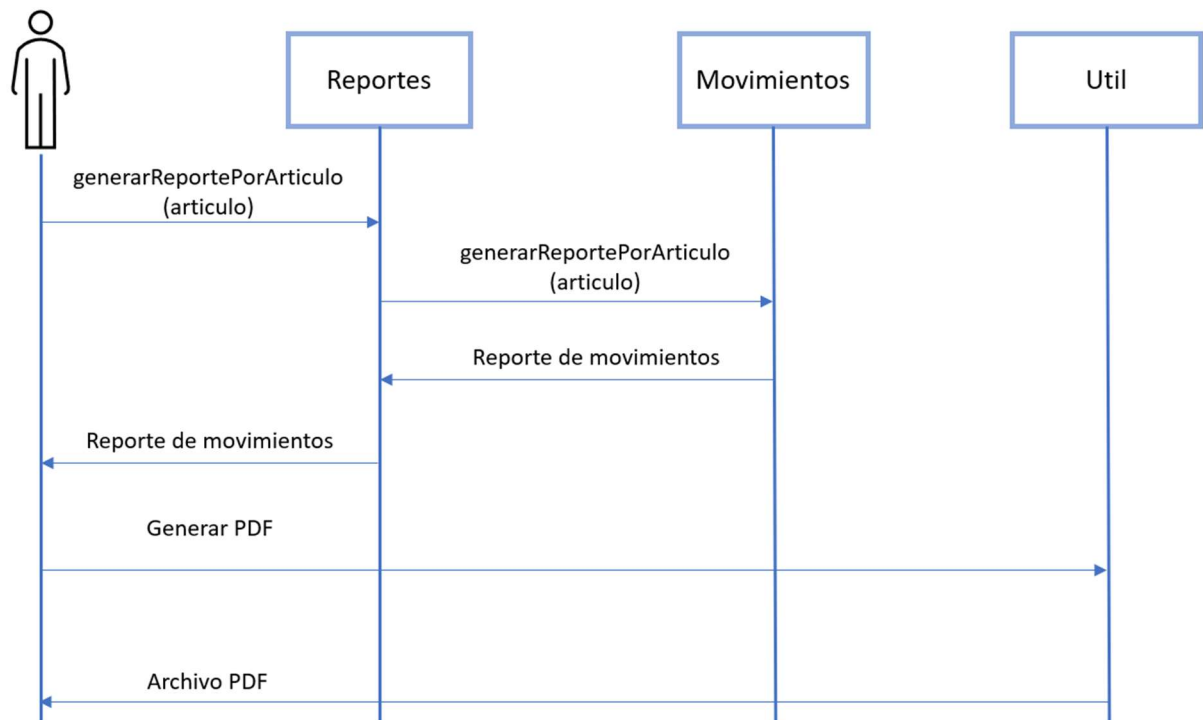 Reportes
Movimientos
Util
generarReportePorArticulo
(articulo)
generarReportePorArticulo
(articulo)
Reporte de movimientos
Reporte de movimientos
Generar PDF
Archivo PDF